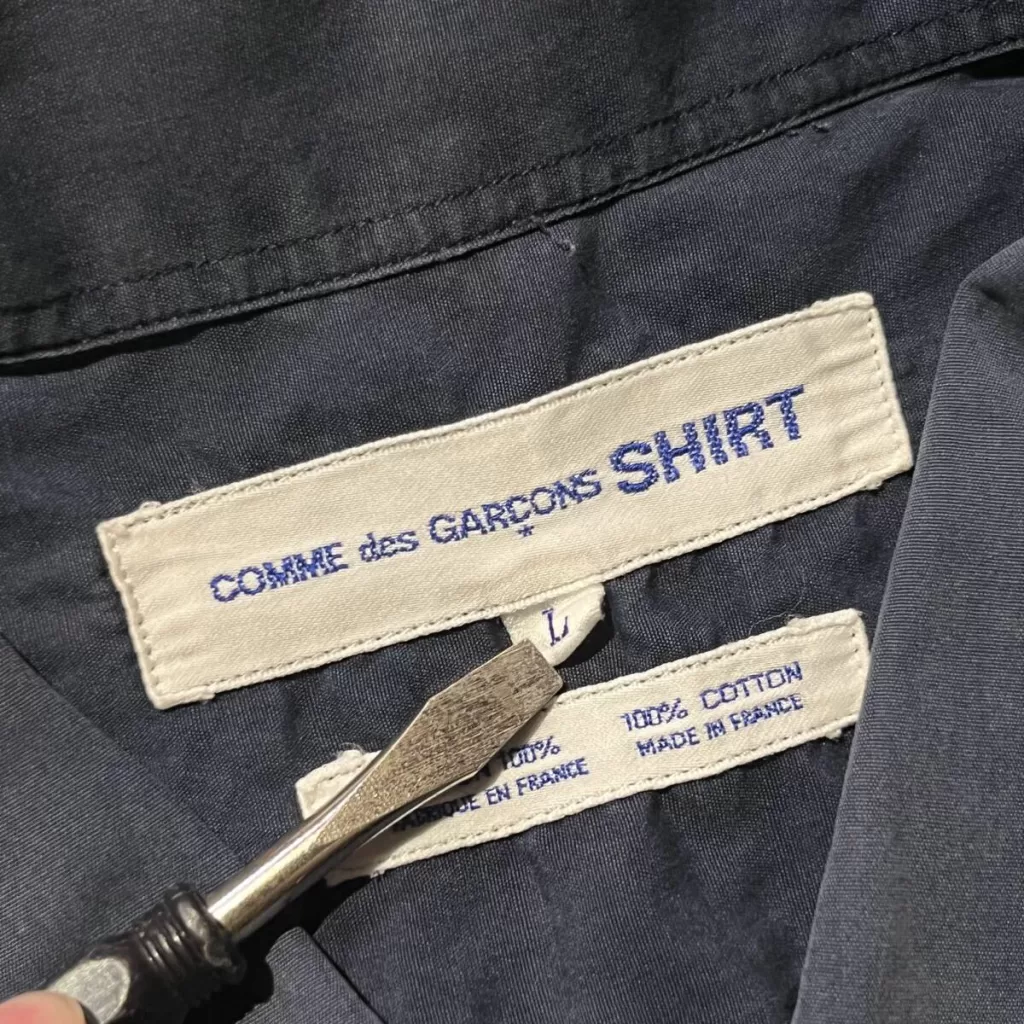 COMME des GARÇONS SHIRT
*
L
100%
FABRIQUE EN FRANCE
100% COTTON
MADE IN FRANCE